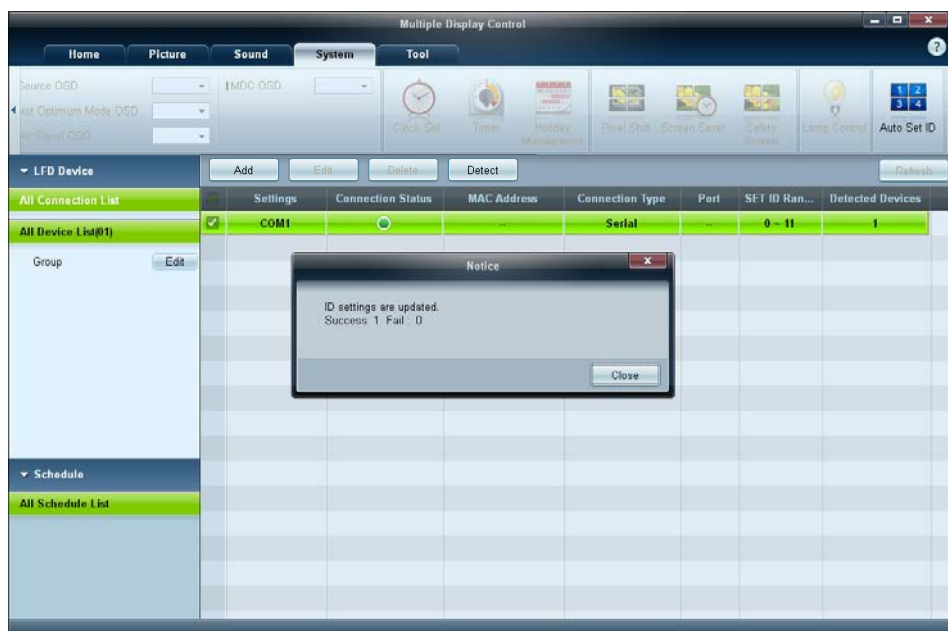 Multiple Display Control
Home Picture Sound System Tool
Source OSD MDC OSD
Not Optimum Mode OSD
No Signal OSD
Clock Set Timer Holiday Management Pixel Shift Screen Saver Safety Screen Lamp Control Auto Set ID
1 2
3 4
LFD Device Add Edit Delete Detect Refresh
All Connection List Settings Connection Status MAC Address Connection Type Port SET ID Ran... Detected Devices
All Device List(01) COM1 -- Serial -- 0 ~ 11 1
Group Edit
Notice
ID settings are updated.
Success 1 Fail : 0
Close
Schedule
All Schedule List